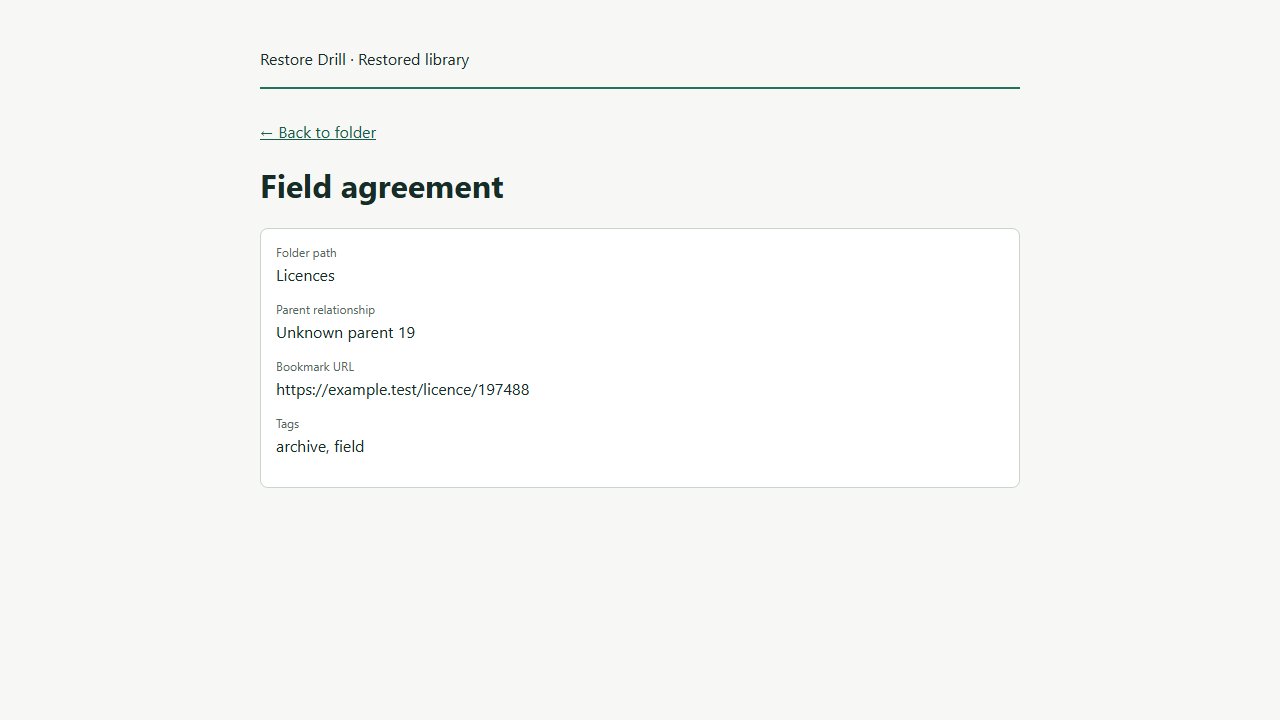 Restore Drill · Restored library
← Back to folder
Field agreement
Folder path
Licences
Parent relationship
Unknown parent 19
Bookmark URL
https://example.test/licence/197488
Tags
archive, field